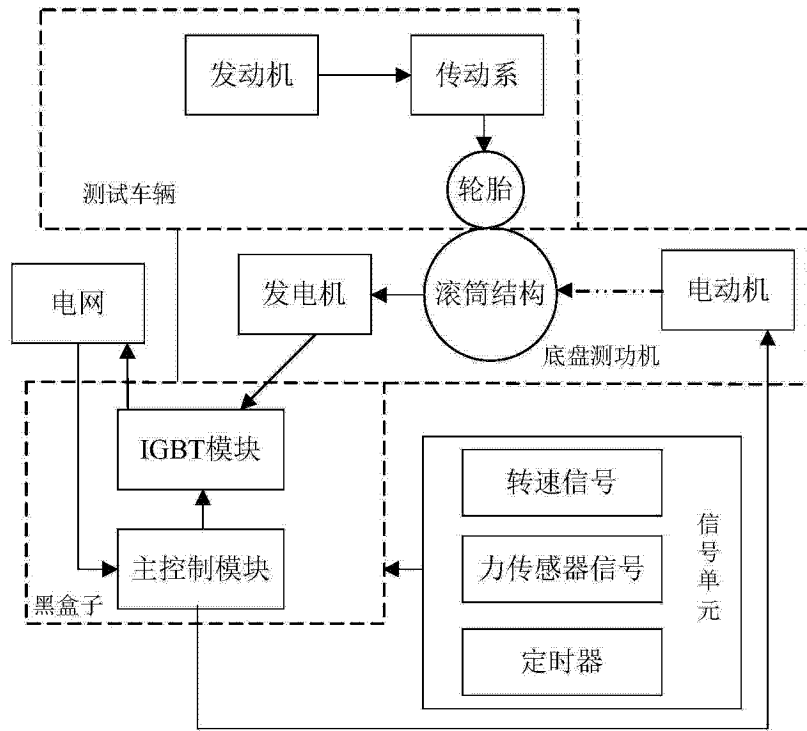 发动机
传动系
轮胎
测试车辆
电网
发电机
滚筒结构
电动机
底盘测功机
IGBT模块
主控制模块
黑盒子
转速信号
力传感器信号
定时器
信号单元